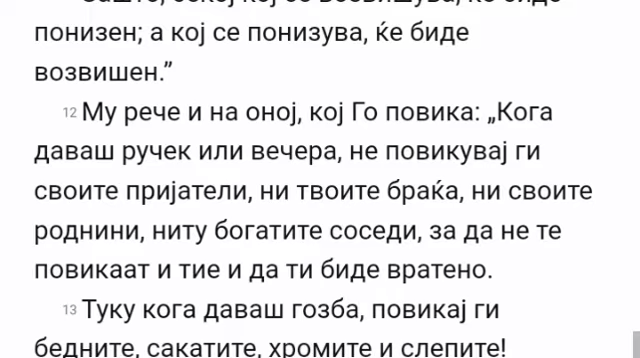 понизен; а кој се понизува, ќе биде
возвишен.”
12 Му рече и на оној, кој Го повика: „Кога
даваш ручек или вечера, не повикувај ги
своите пријатели, ни твоите браќа, ни своите
роднини, ниту богатите соседи, за да не те
повикаат и тие и да ти биде вратено.
13 Туку кога даваш гозба, повикај ги
бедните, сакатите, хромите и слепите!